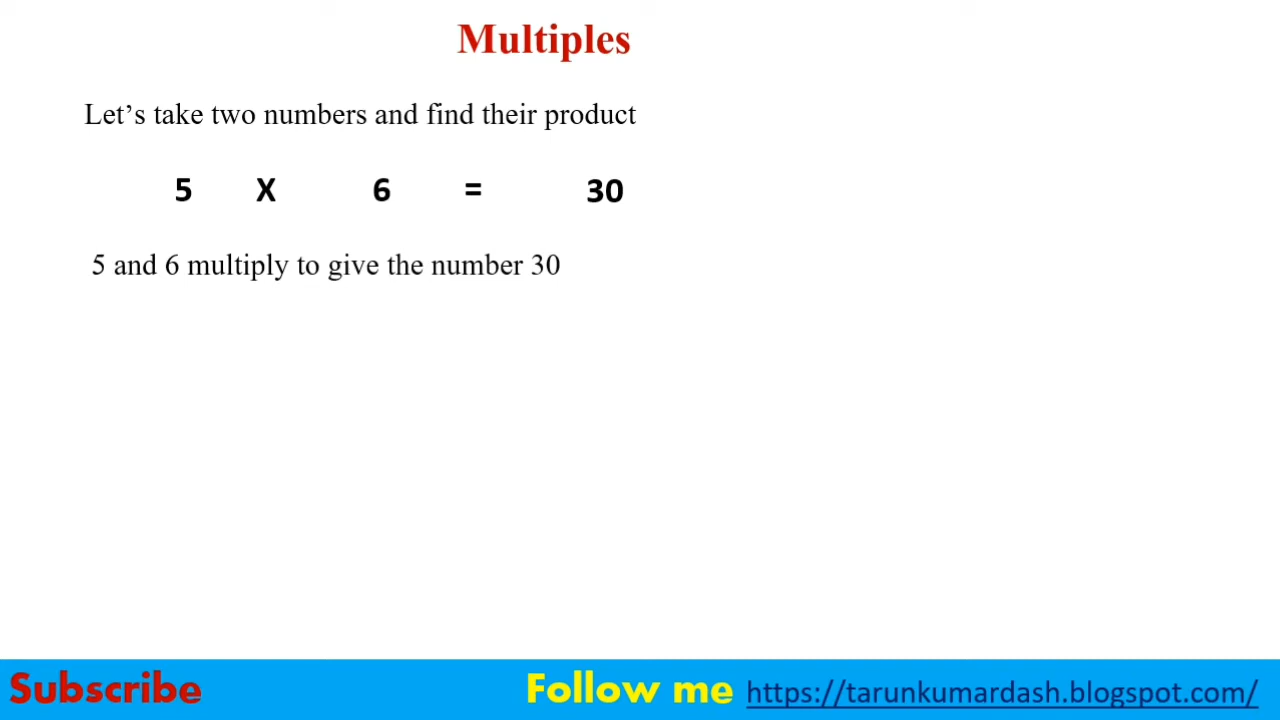 Multiples
Let’s take two numbers and find their product
5 X 6 = 30
5 and 6 multiply to give the number 30
Subscribe Follow me https://tarunkumardash.blogspot.com/